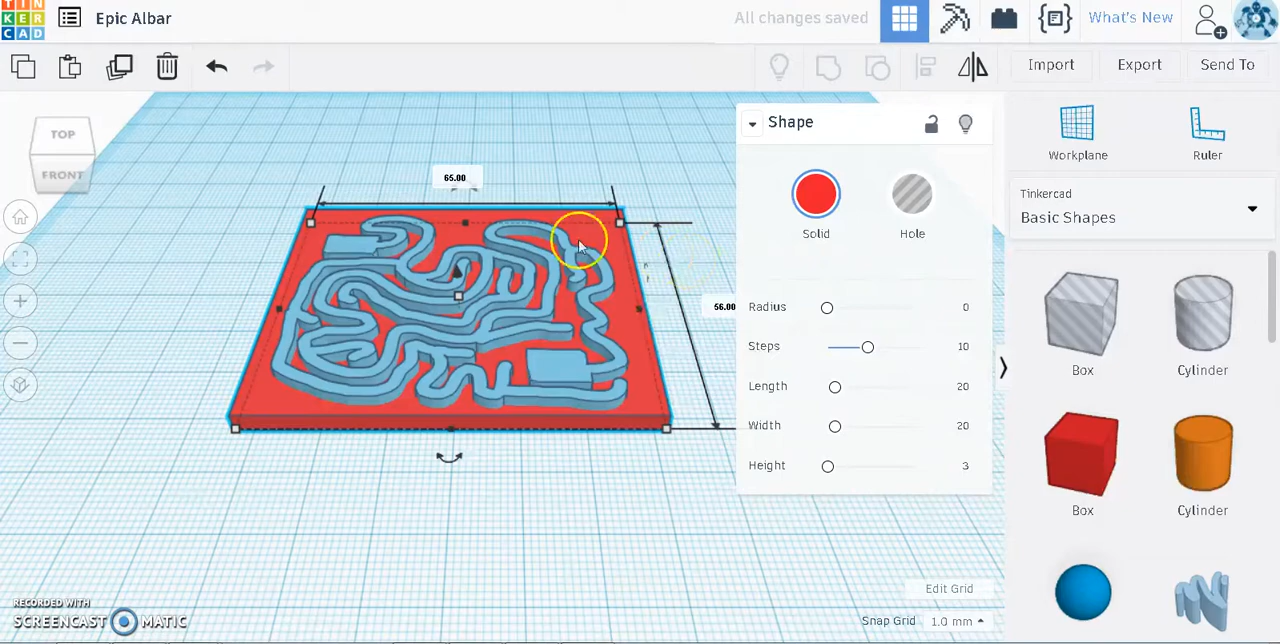 TIN
KER
CAD
Epic Albar
All changes saved
What's New
Import
Export
Send To
TOP
FRONT
65.00
56.00
Shape
Solid
Hole
Radius
0
Steps
10
Length
20
Width
20
Height
3
Workplane
Ruler
Tinkercad
Basic Shapes
Box
Cylinder
Box
Cylinder
Edit Grid
Snap Grid
1.0 mm
RECORDED WITH
SCREENCAST MATIC